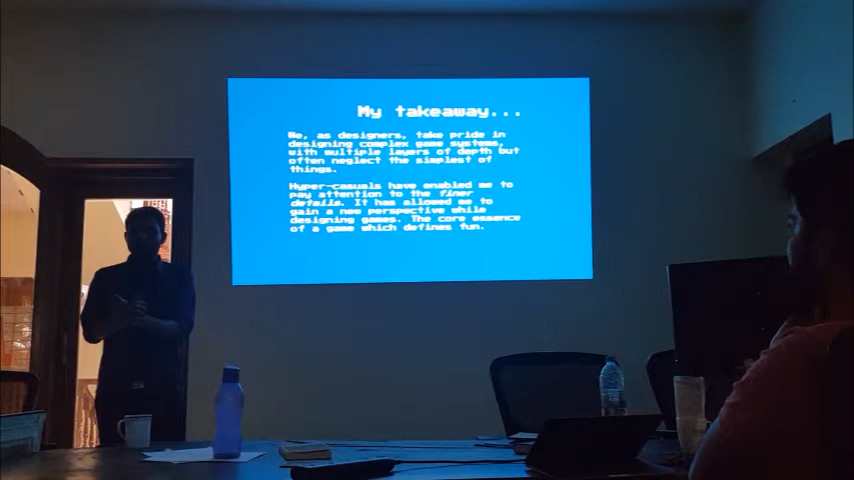 My takeaway...
We, as designers, take pride in
designing complex game systems,
with multiple layers of depth but
often neglect the simplest of
things.
Hyper-casuals have enabled me to
pay attention to the finer
details. It has allowed me to
gain a new perspective while
designing games. The core essence
of a game which defines fun.